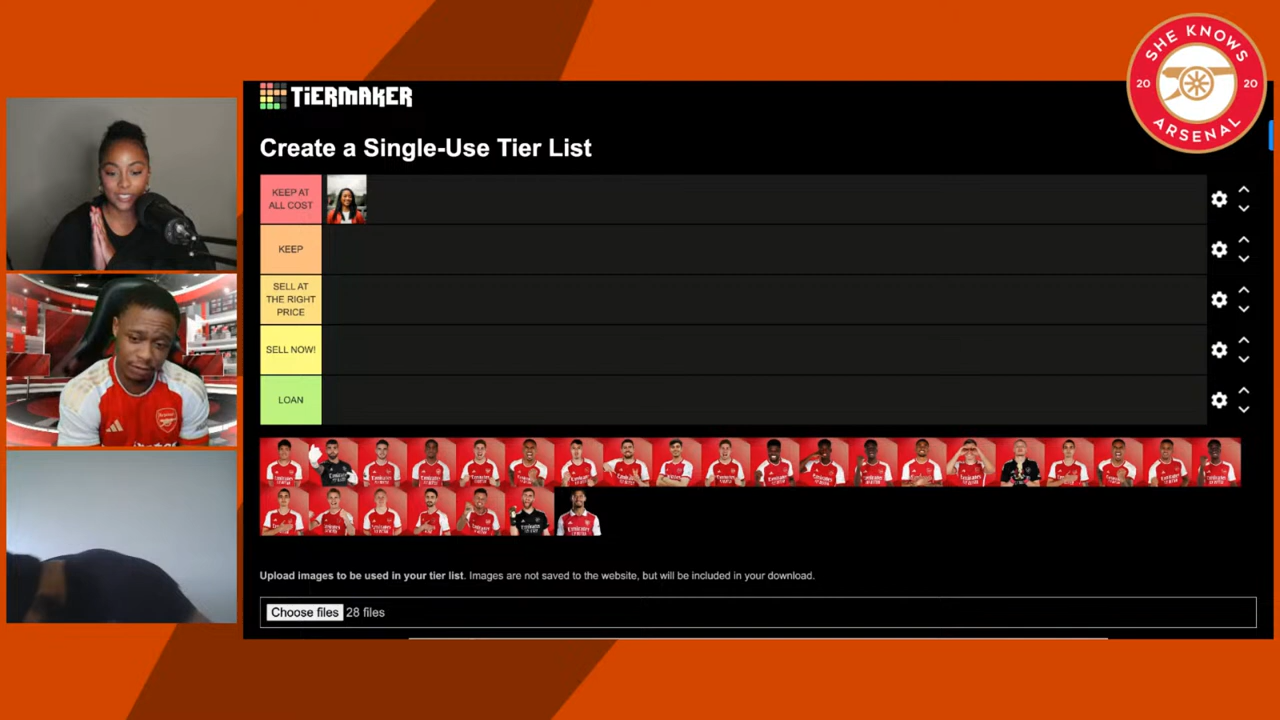 SHE KNOWS
20 20
ARSENAL
TiERMAKER
Create a Single-Use Tier List
KEEP AT
ALL COST
KEEP
SELL AT
THE RIGHT
PRICE
SELL NOW!
LOAN
Upload images to be used in your tier list. Images are not saved to the website, but will be included in your download.
Choose files 28 files